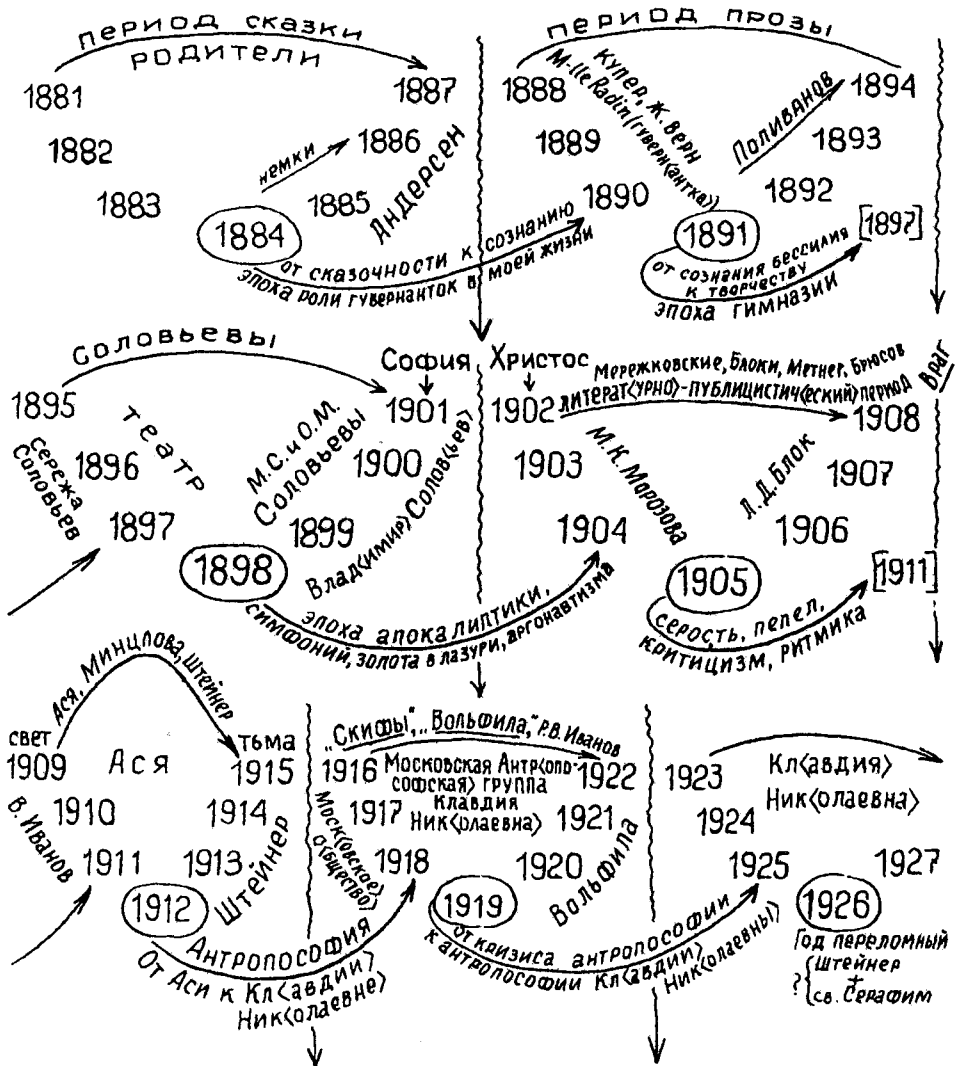 период сказки
родители
1881
1882
1883
1884
1885
1886
1887
немки
Андерсен
от сказочности к сознанию
эпоха роли гувернанток в моей жизни
период прозы
1888
1889
1890
1891
1892
1893
1894
Купер, Ж. Верн
M-lle Radin (гуверн<антка>)
Поливанов
[1897]
от сознания бессилия
к творчеству
эпоха гимназии
Соловьевы
1895
1896
1897
1898
1899
1900
София
1901
Сережа
Соловьев
театр
М.С. и О.М.
Соловьевы
Влад<имир> Солов<ьев>
эпоха апокалиптики,
симфоний, золота в лазури, аргонавтизма
Христос
1902
1903
1904
1905
1906
1907
1908
Мережковские, Блоки, Метнер, Брюсов
литерат<урно>-публицистич<еский> период
Враг
М.К. Морозова
Л.Д. Блок
[1911]
серость, пепел,
критицизм, ритмика
Ася, Минцлова, Штейнер
свет
1909
1910
1911
1912
1913
1914
тьма
1915
Ася
В. Иванов
Штейнер
Антропософия
От Аси к Кл<авдии>
Ник<олаевне>
„Скифы", „Вольфила," Р.В. Иванов
1916
1917
1918
1919
1920
1921
1922
Московская Антр<опо-
софская> группа
Клавдия
Ник<олаевна>
Моск<овское>
О<бщество>
Вольфила
от кризиса антропософии
к антропософии Кл<авдии>
Ник<олаевны>
1923
1924
1925
1926
1927
Кл<авдия>
Ник<олаевна>
Год переломный
? { Штейнер
+
св. Серафим